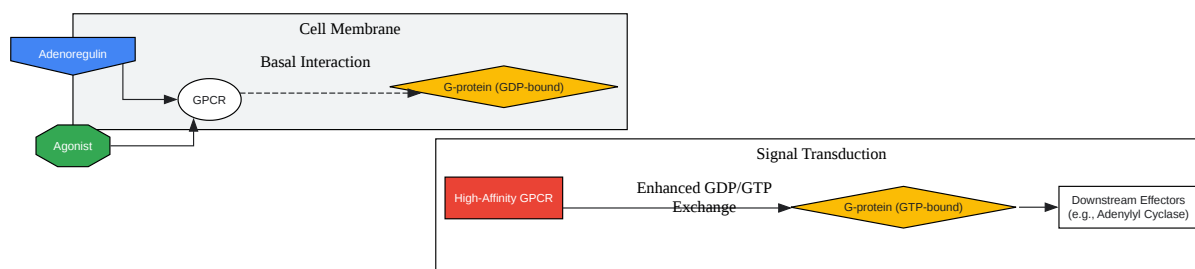 Cell Membrane
Adenoregulin
Basal Interaction
G-protein (GDP-bound)
GPCR
Agonist
Signal Transduction
High-Affinity GPCR
Enhanced GDP/GTP
Exchange
G-protein (GTP-bound)
Downstream Effectors
(e.g., Adenylyl Cyclase)